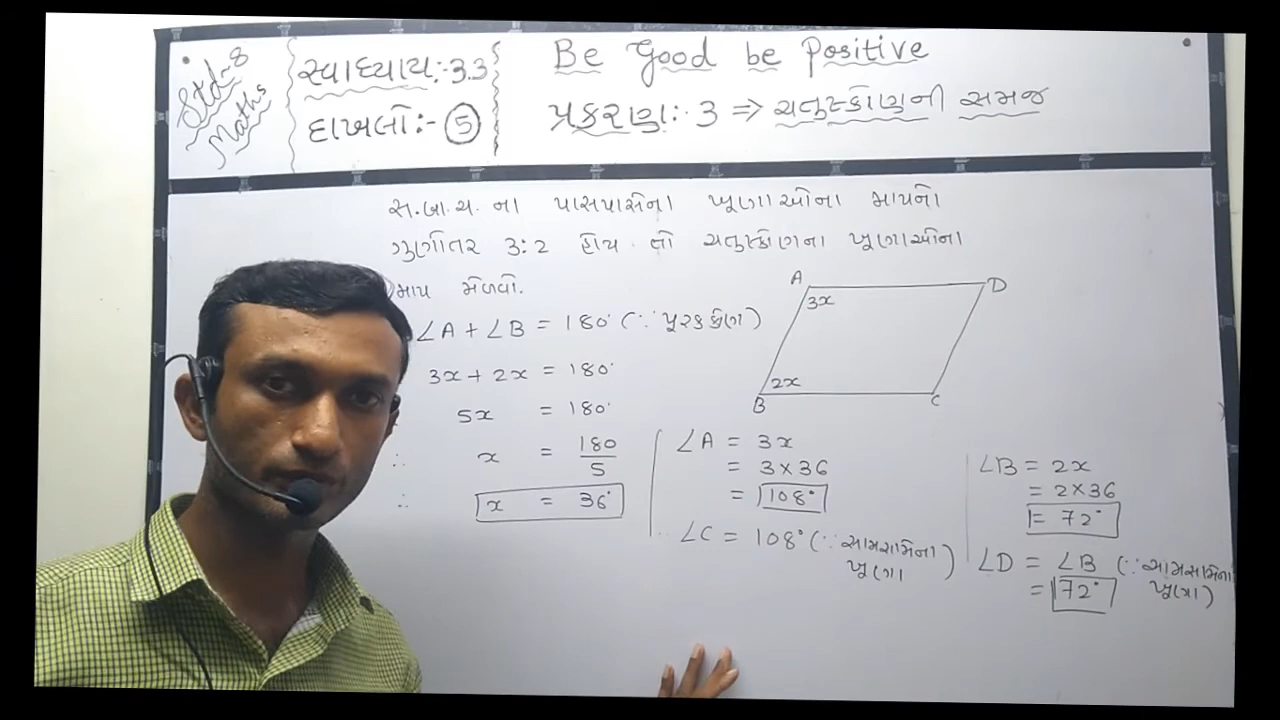 Std-8
Maths
સ્વાધ્યાય:-3.3
દાખલો:- 5
Be Good be Positive
પ્રકરણ:- 3 ⇒ ચતુષ્કોણની સમજ
સ.બા.ચ. ના પાસપાસેના ખૂણાઓના માપનો
ગુણોત્તર 3:2 હોય તો ચતુષ્કોણના ખૂણાઓના
માપ મેળવો.
∠A + ∠B = 180° (∵ પૂરકકોણ)
3x + 2x = 180°
5x = 180°
∴ x = 180/5
∴ x = 36°
A
D
3x
2x
B
C
∠A = 3x
= 3×36
= 108°
∠C = 108° (∵ સામસામેના
ખૂણા)
∠B = 2x
= 2×36
= 72°
∠D = ∠B (∵ સામસામેના
= 72° ખૂણા)